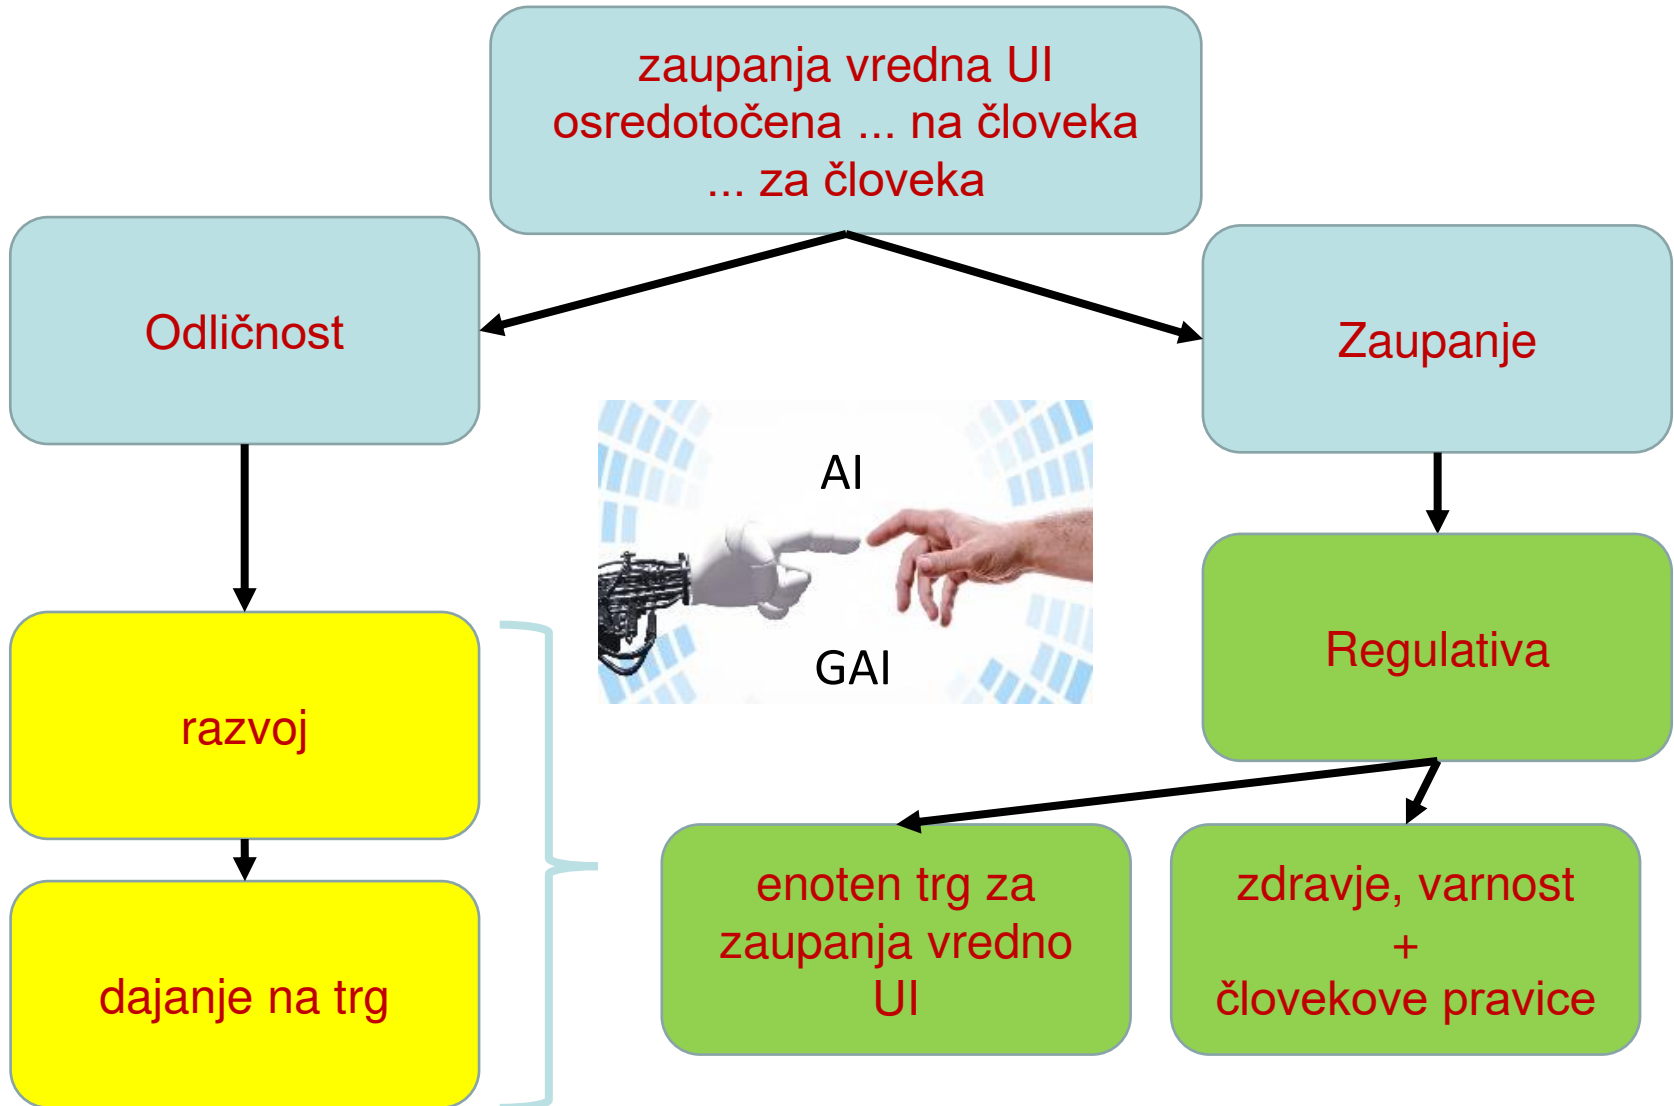 zaupanja vredna UI
osredotočena ... na človeka
... za človeka
Odličnost
Zaupanje
AI
GAI
razvoj
Regulativa
dajanje na trg
enoten trg za
zaupanja vredno
UI
zdravje, varnost
+
človekove pravice